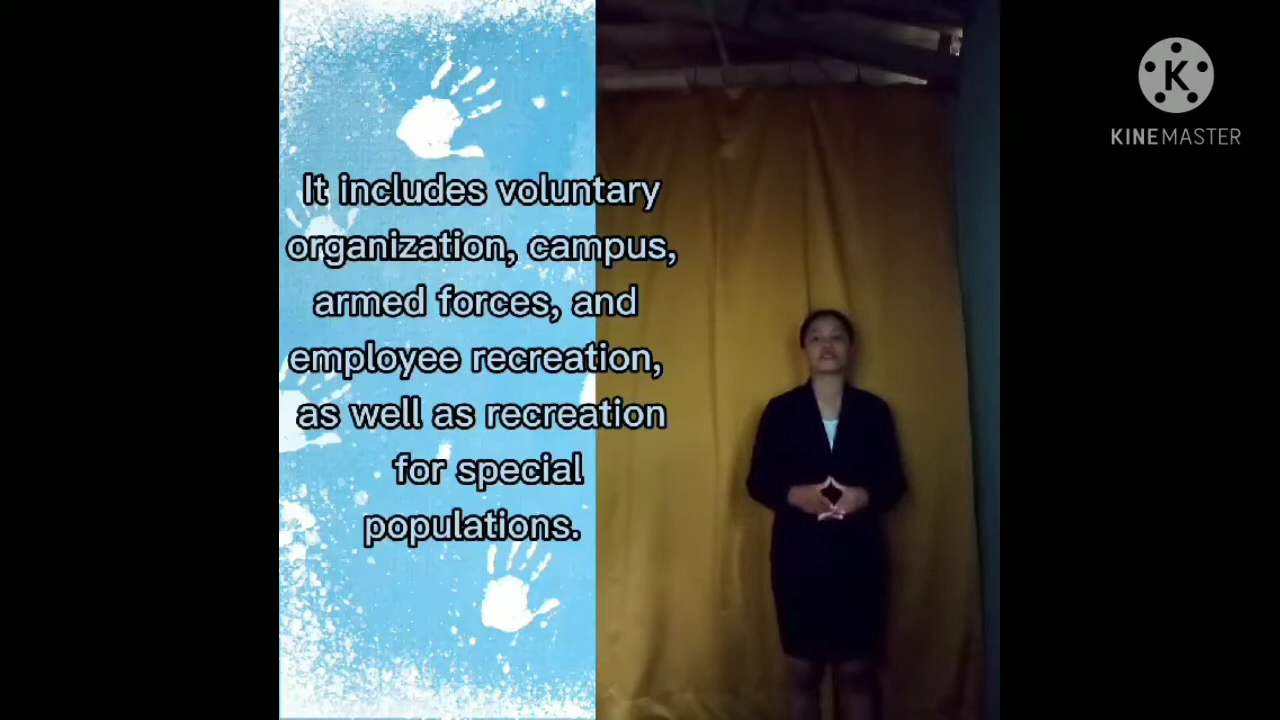 It includes voluntary
organization, campus,
armed forces, and
employee recreation,
as well as recreation
for special
populations.
K
KINEMASTER